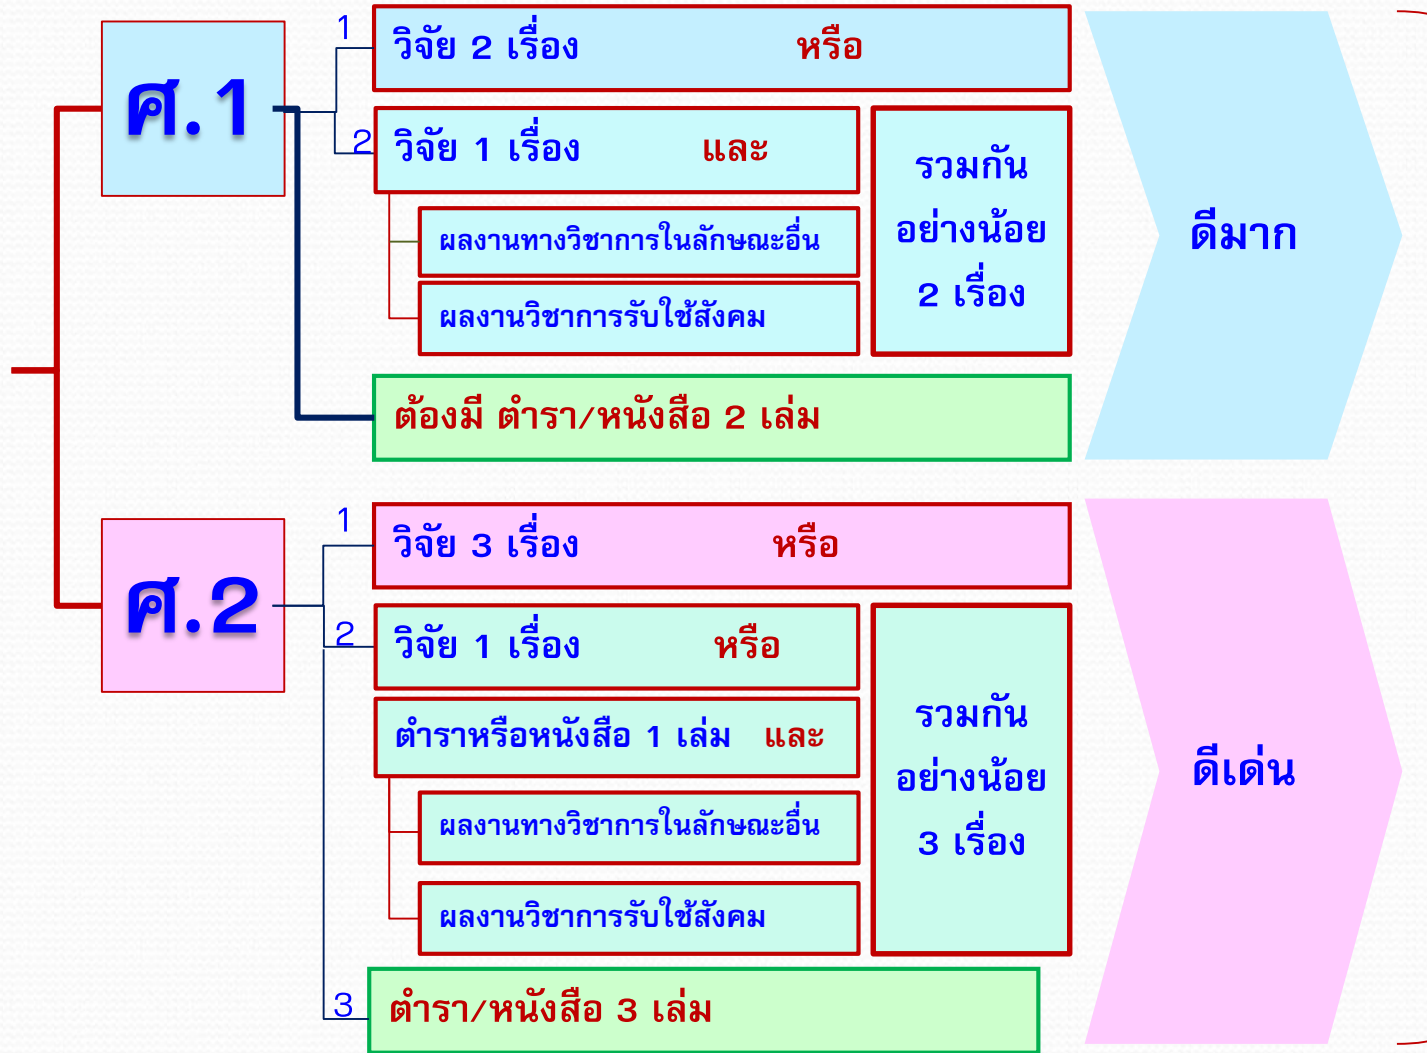 ศ.1
1
วิจัย 2 เรื่อง หรือ
2
วิจัย 1 เรื่อง และ
ผลงานทางวิชาการในลักษณะอื่น
ผลงานวิชาการรับใช้สังคม
รวมกัน
อย่างน้อย
2 เรื่อง
ต้องมี ตำรา/หนังสือ 2 เล่ม
ดีมาก
ศ.2
1
วิจัย 3 เรื่อง หรือ
2
วิจัย 1 เรื่อง หรือ
ตำราหรือหนังสือ 1 เล่ม และ
ผลงานทางวิชาการในลักษณะอื่น
ผลงานวิชาการรับใช้สังคม
รวมกัน
อย่างน้อย
3 เรื่อง
3
ตำรา/หนังสือ 3 เล่ม
ดีเด่น